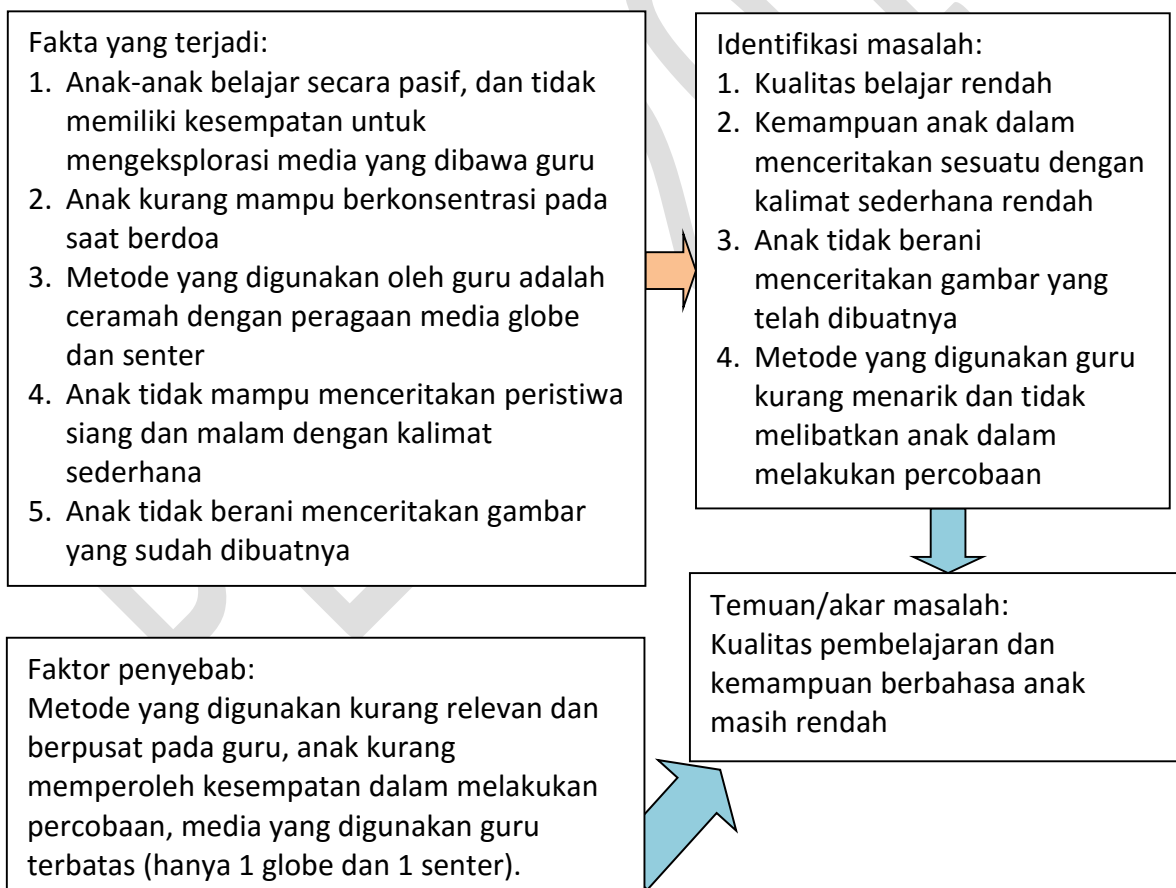 Fakta yang terjadi:
1. Anak-anak belajar secara pasif, dan tidak
memiliki kesempatan untuk
mengeksplorasi media yang dibawa guru
2. Anak kurang mampu berkonsentrasi pada
saat berdoa
3. Metode yang digunakan oleh guru adalah
ceramah dengan peragaan media globe
dan senter
4. Anak tidak mampu menceritakan peristiwa
siang dan malam dengan kalimat
sederhana
5. Anak tidak berani menceritakan gambar
yang sudah dibuatnya
Identifikasi masalah:
1. Kualitas belajar rendah
2. Kemampuan anak dalam
menceritakan sesuatu dengan
kalimat sederhana rendah
3. Anak tidak berani
menceritakan gambar yang
telah dibuatnya
4. Metode yang digunakan guru
kurang menarik dan tidak
melibatkan anak dalam
melakukan percobaan
Temuan/akar masalah:
Kualitas pembelajaran dan
kemampuan berbahasa anak
masih rendah
Faktor penyebab:
Metode yang digunakan kurang relevan dan
berpusat pada guru, anak kurang
memperoleh kesempatan dalam melakukan
percobaan, media yang digunakan guru
terbatas (hanya 1 globe dan 1 senter).